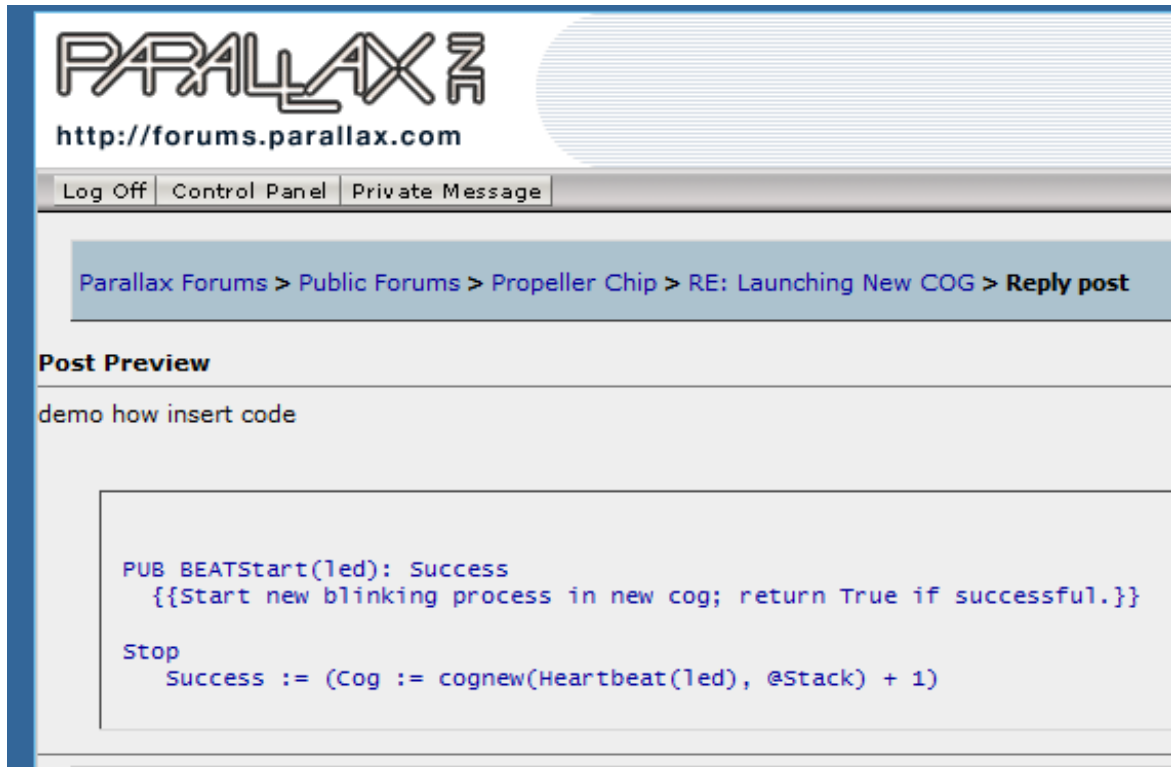 PARALLAX INC
http://forums.parallax.com
Log Off Control Panel Private Message
Parallax Forums > Public Forums > Propeller Chip > RE: Launching New COG > Reply post
Post Preview
demo how insert code
PUB BEATStart(led): Success
{{Start new blinking process in new cog; return True if successful.}}
Stop
Success := (Cog := cognew(Heartbeat(led), @Stack) + 1)